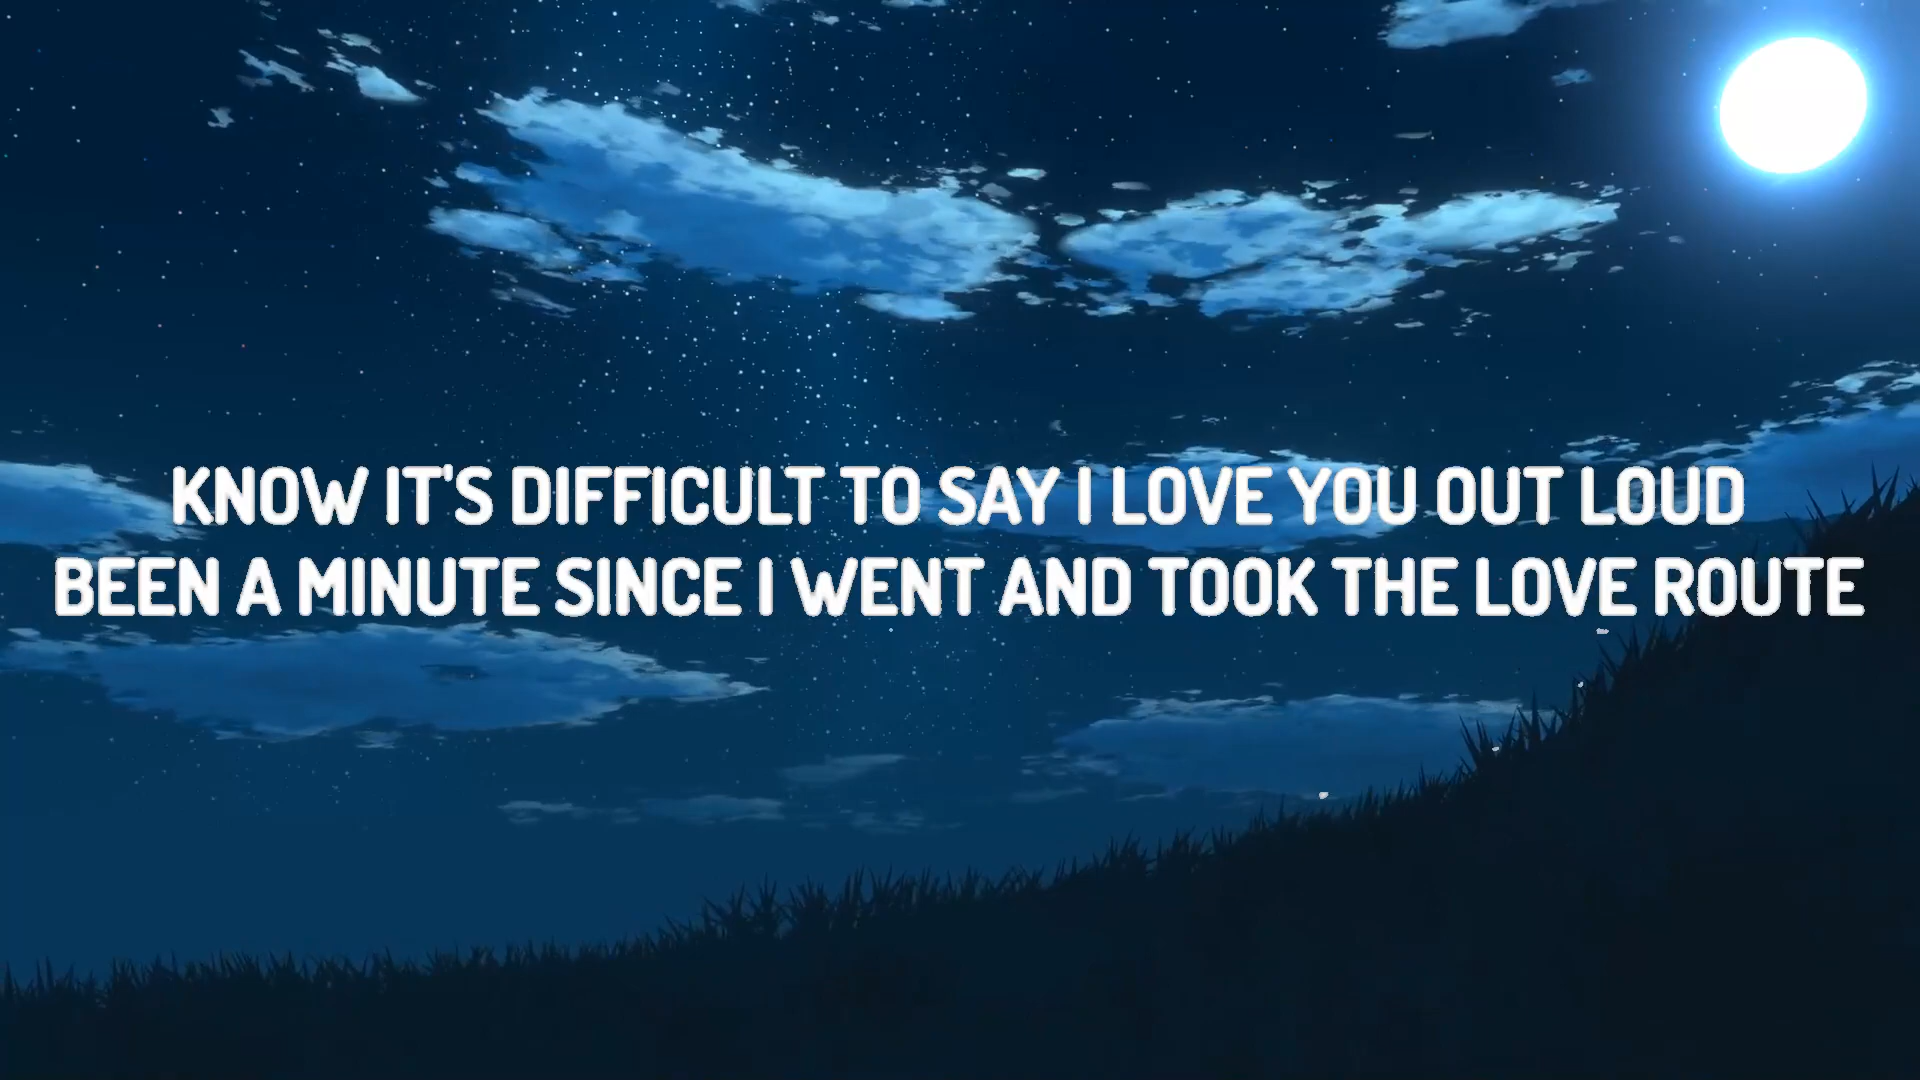 KNOW IT'S DIFFICULT TO SAY I LOVE YOU OUT LOUD
BEEN A MINUTE SINCE I WENT AND TOOK THE LOVE ROUTE